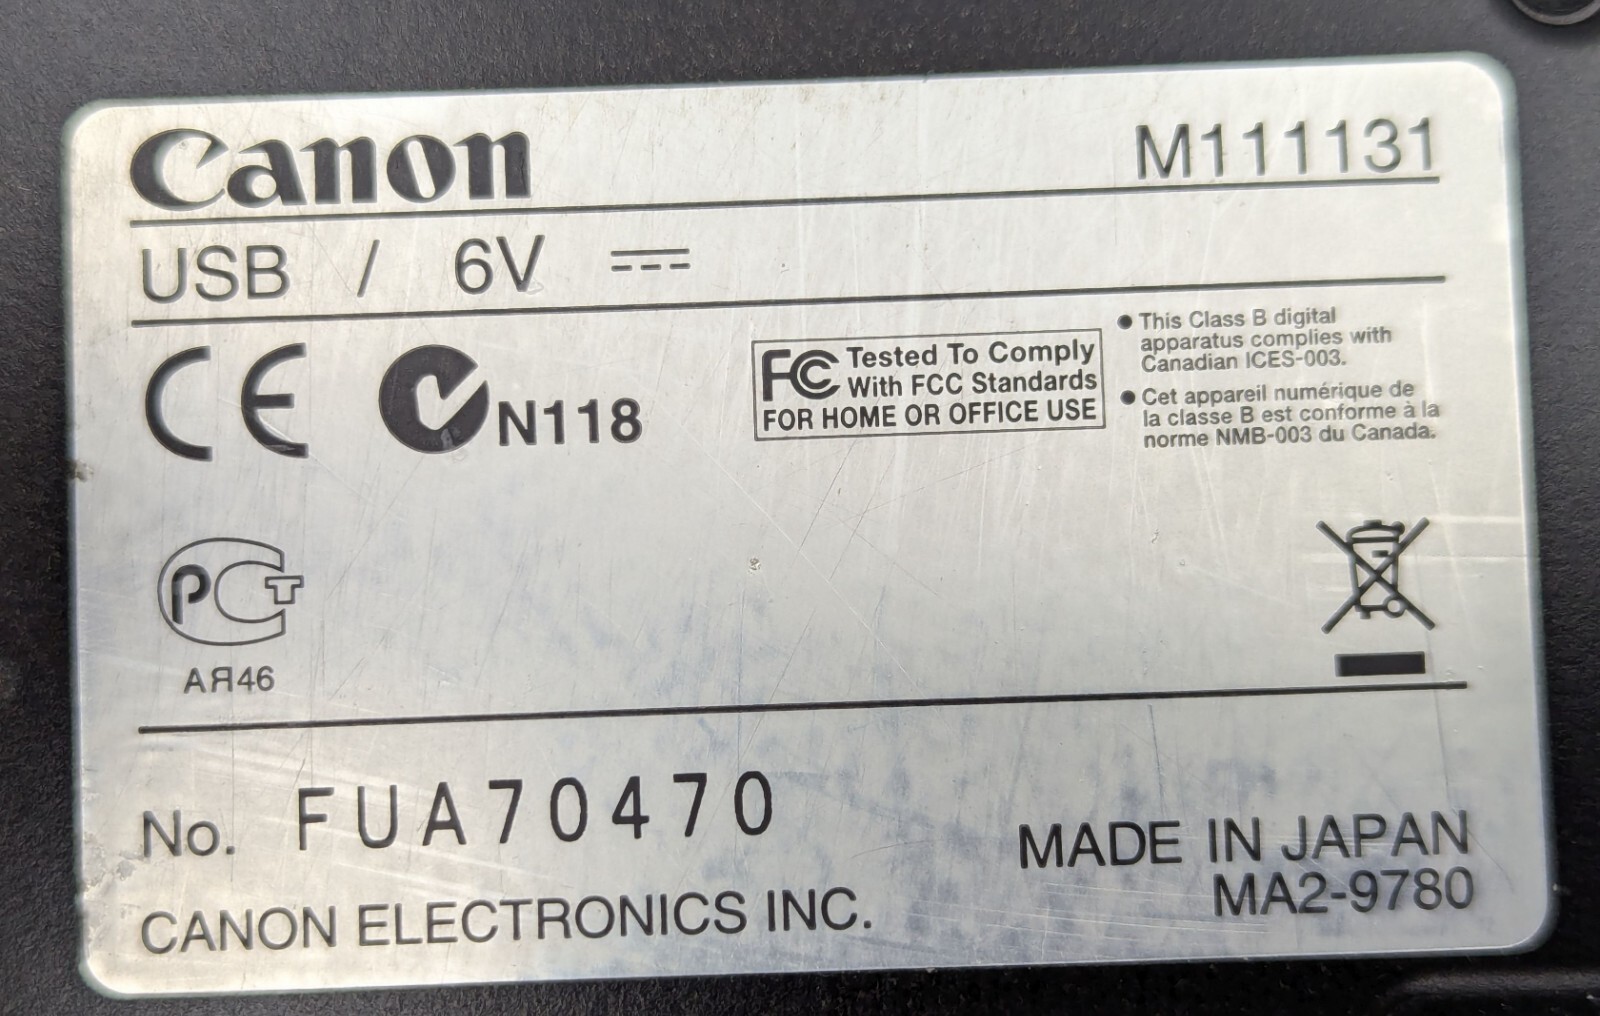 Canon
M111131
USB / 6V
CE
N118
FC Tested To Comply
With FCC Standards
FOR HOME OR OFFICE USE
● This Class B digital
apparatus complies with
Canadian ICES-003.
● Cet appareil numérique de
la classe B est conforme à la
norme NMB-003 du Canada.
РСТ
АЯ46
No. FUA70470
CANON ELECTRONICS INC.
MADE IN JAPAN
MA2-9780